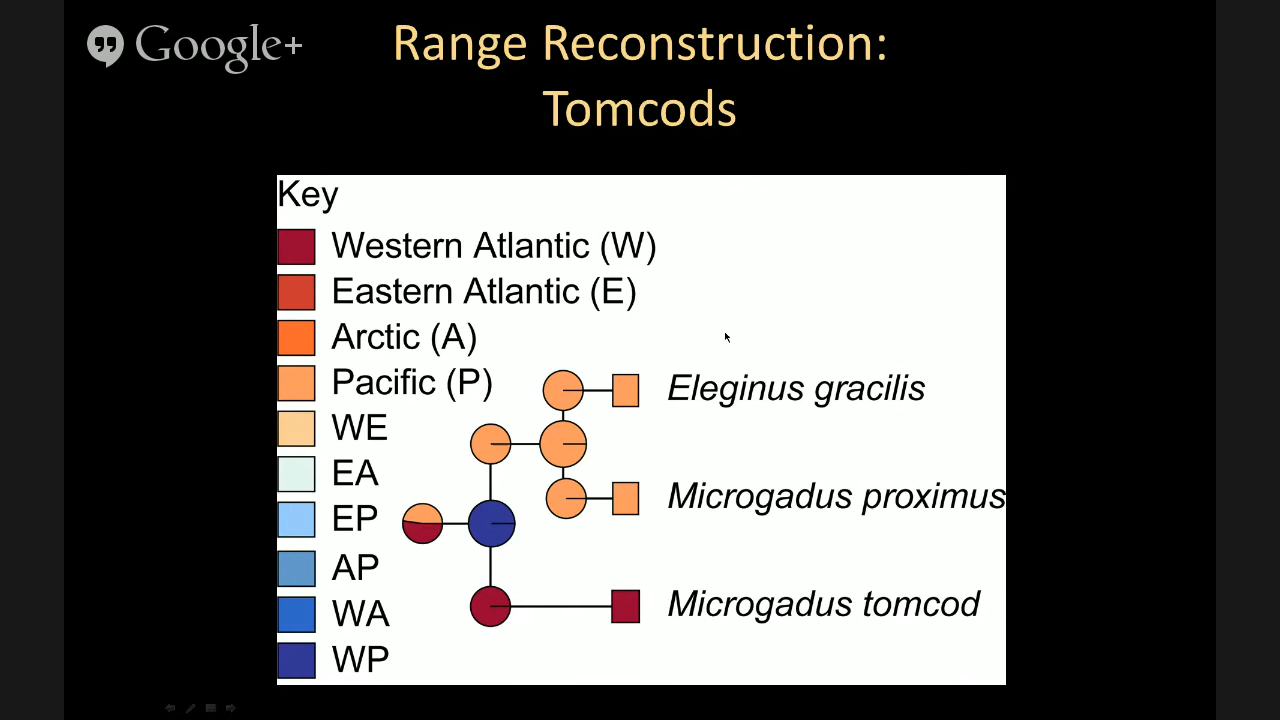 Google+
Range Reconstruction:
Tomcods
Key
Western Atlantic (W)
Eastern Atlantic (E)
Arctic (A)
Pacific (P)
WE
EA
EP
AP
WA
WP
Eleginus gracilis
Microgadus proximus
Microgadus tomcod